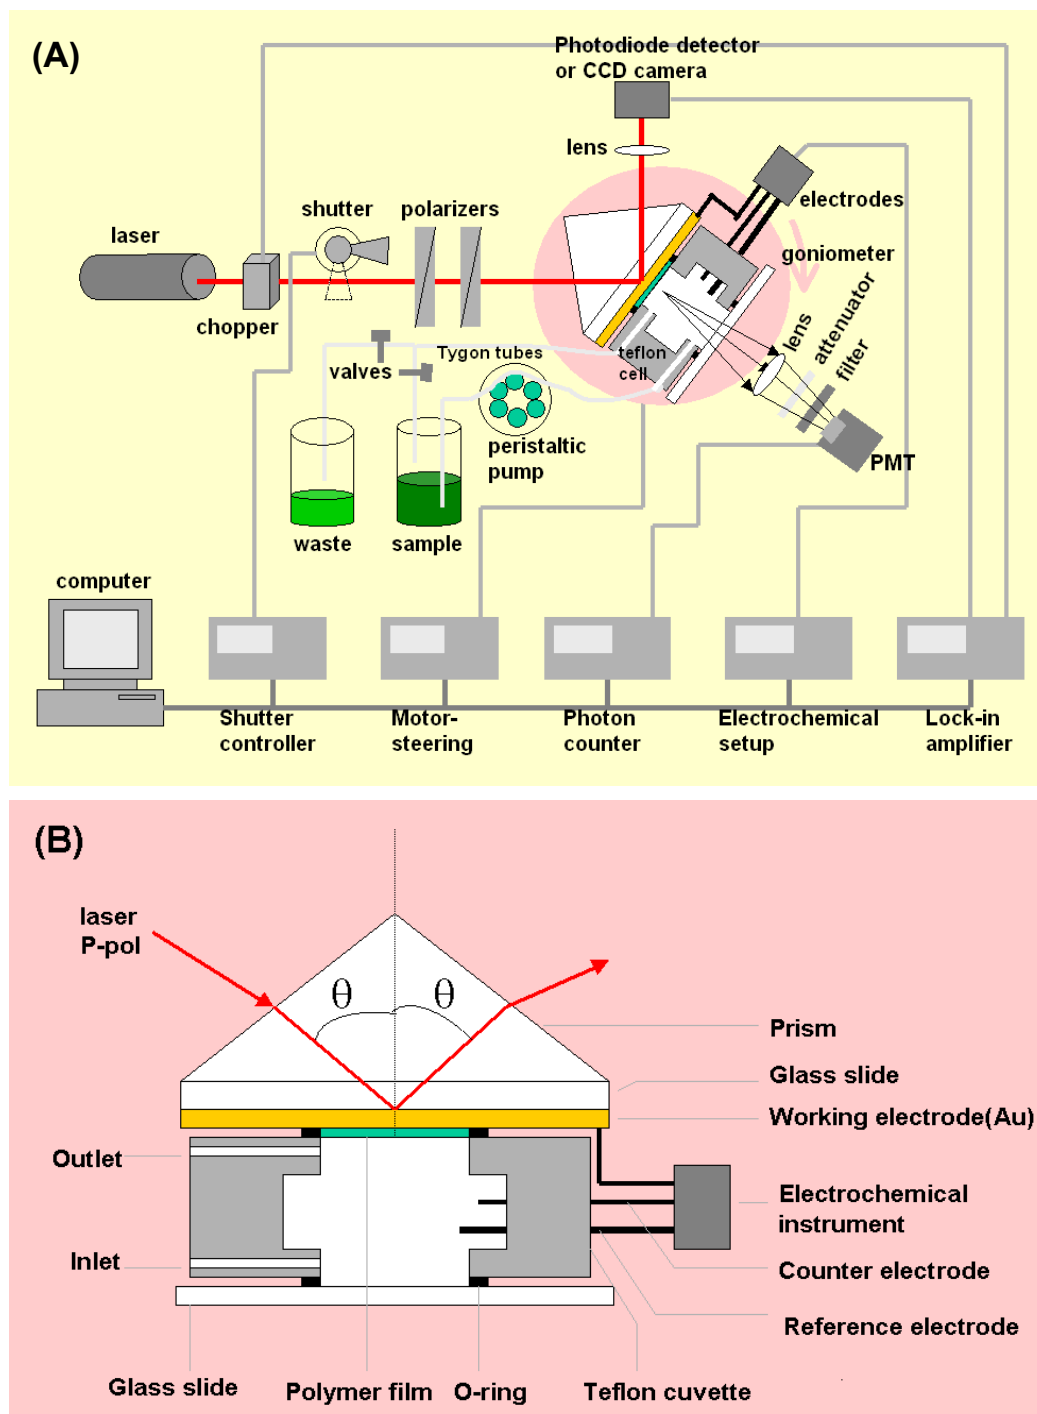 (A)
Photodiode detector
or CCD camera
lens
electrodes
shutter
polarizers
laser
goniometer
chopper
lens
attenuator
filter
Tygon tubes
teflon
cell
valves
peristaltic
pump
PMT
waste
sample
computer
Shutter
controller
Motor-
steering
Photon
counter
Electrochemical
setup
Lock-in
amplifier
(B)
laser
P-pol
θ
θ
Prism
Glass slide
Working electrode(Au)
Outlet
Electrochemical
instrument
Inlet
Counter electrode
Reference electrode
Glass slide
Polymer film
O-ring
Teflon cuvette